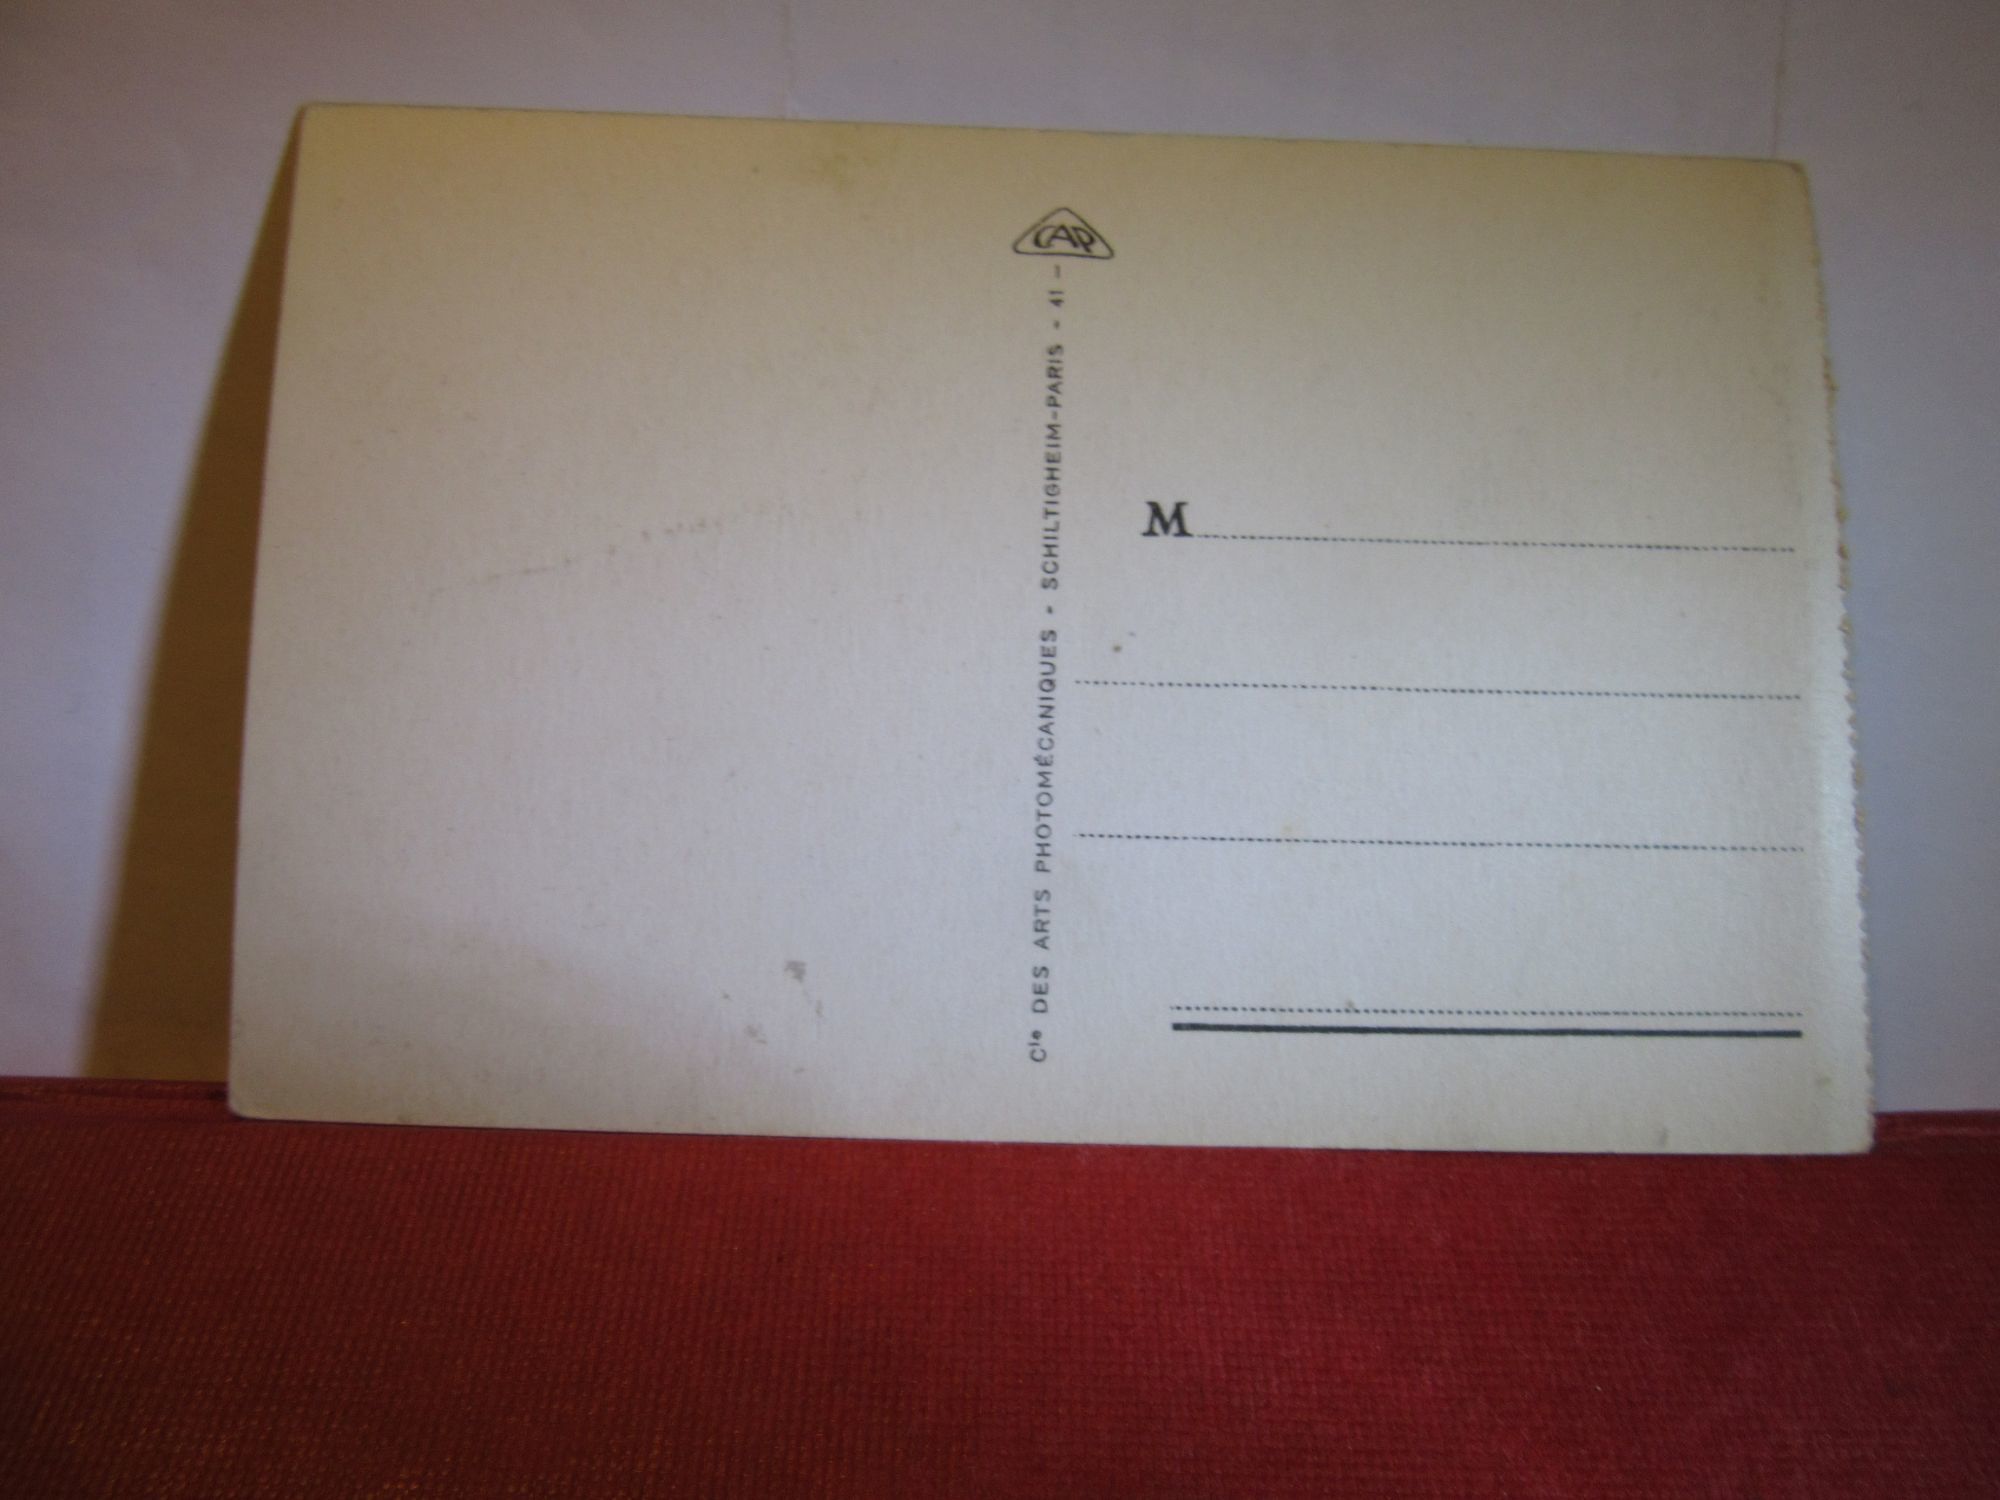 CAP
Cie DES ARTS PHOTOMÉCANIQUES - SCHILTIGHEIM-PARIS - 41 -
M